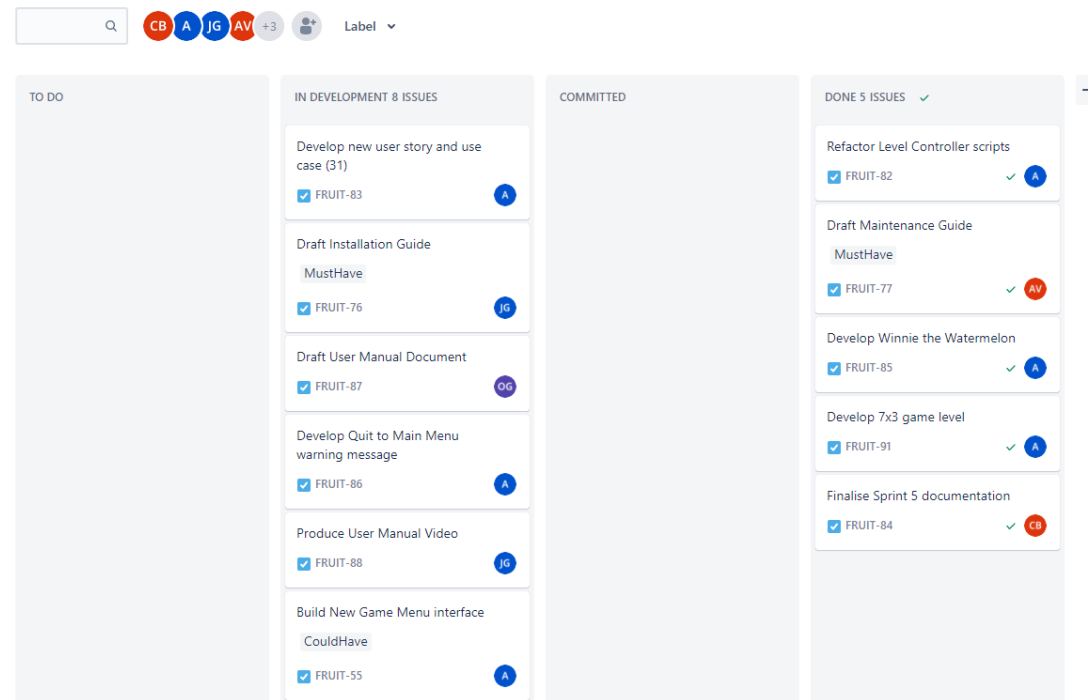 CB A JG AV +3 Label
TO DO
IN DEVELOPMENT 8 ISSUES
Develop new user story and use
case (31)
FRUIT-83 A
Draft Installation Guide
MustHave
FRUIT-76 JG
Draft User Manual Document
FRUIT-87 OG
Develop Quit to Main Menu
warning message
FRUIT-86 A
Produce User Manual Video
FRUIT-88 JG
Build New Game Menu interface
CouldHave
FRUIT-55 A
COMMITTED
DONE 5 ISSUES
Refactor Level Controller scripts
FRUIT-82 A
Draft Maintenance Guide
MustHave
FRUIT-77 AV
Develop Winnie the Watermelon
FRUIT-85 A
Develop 7x3 game level
FRUIT-91 A
Finalise Sprint 5 documentation
FRUIT-84 CB